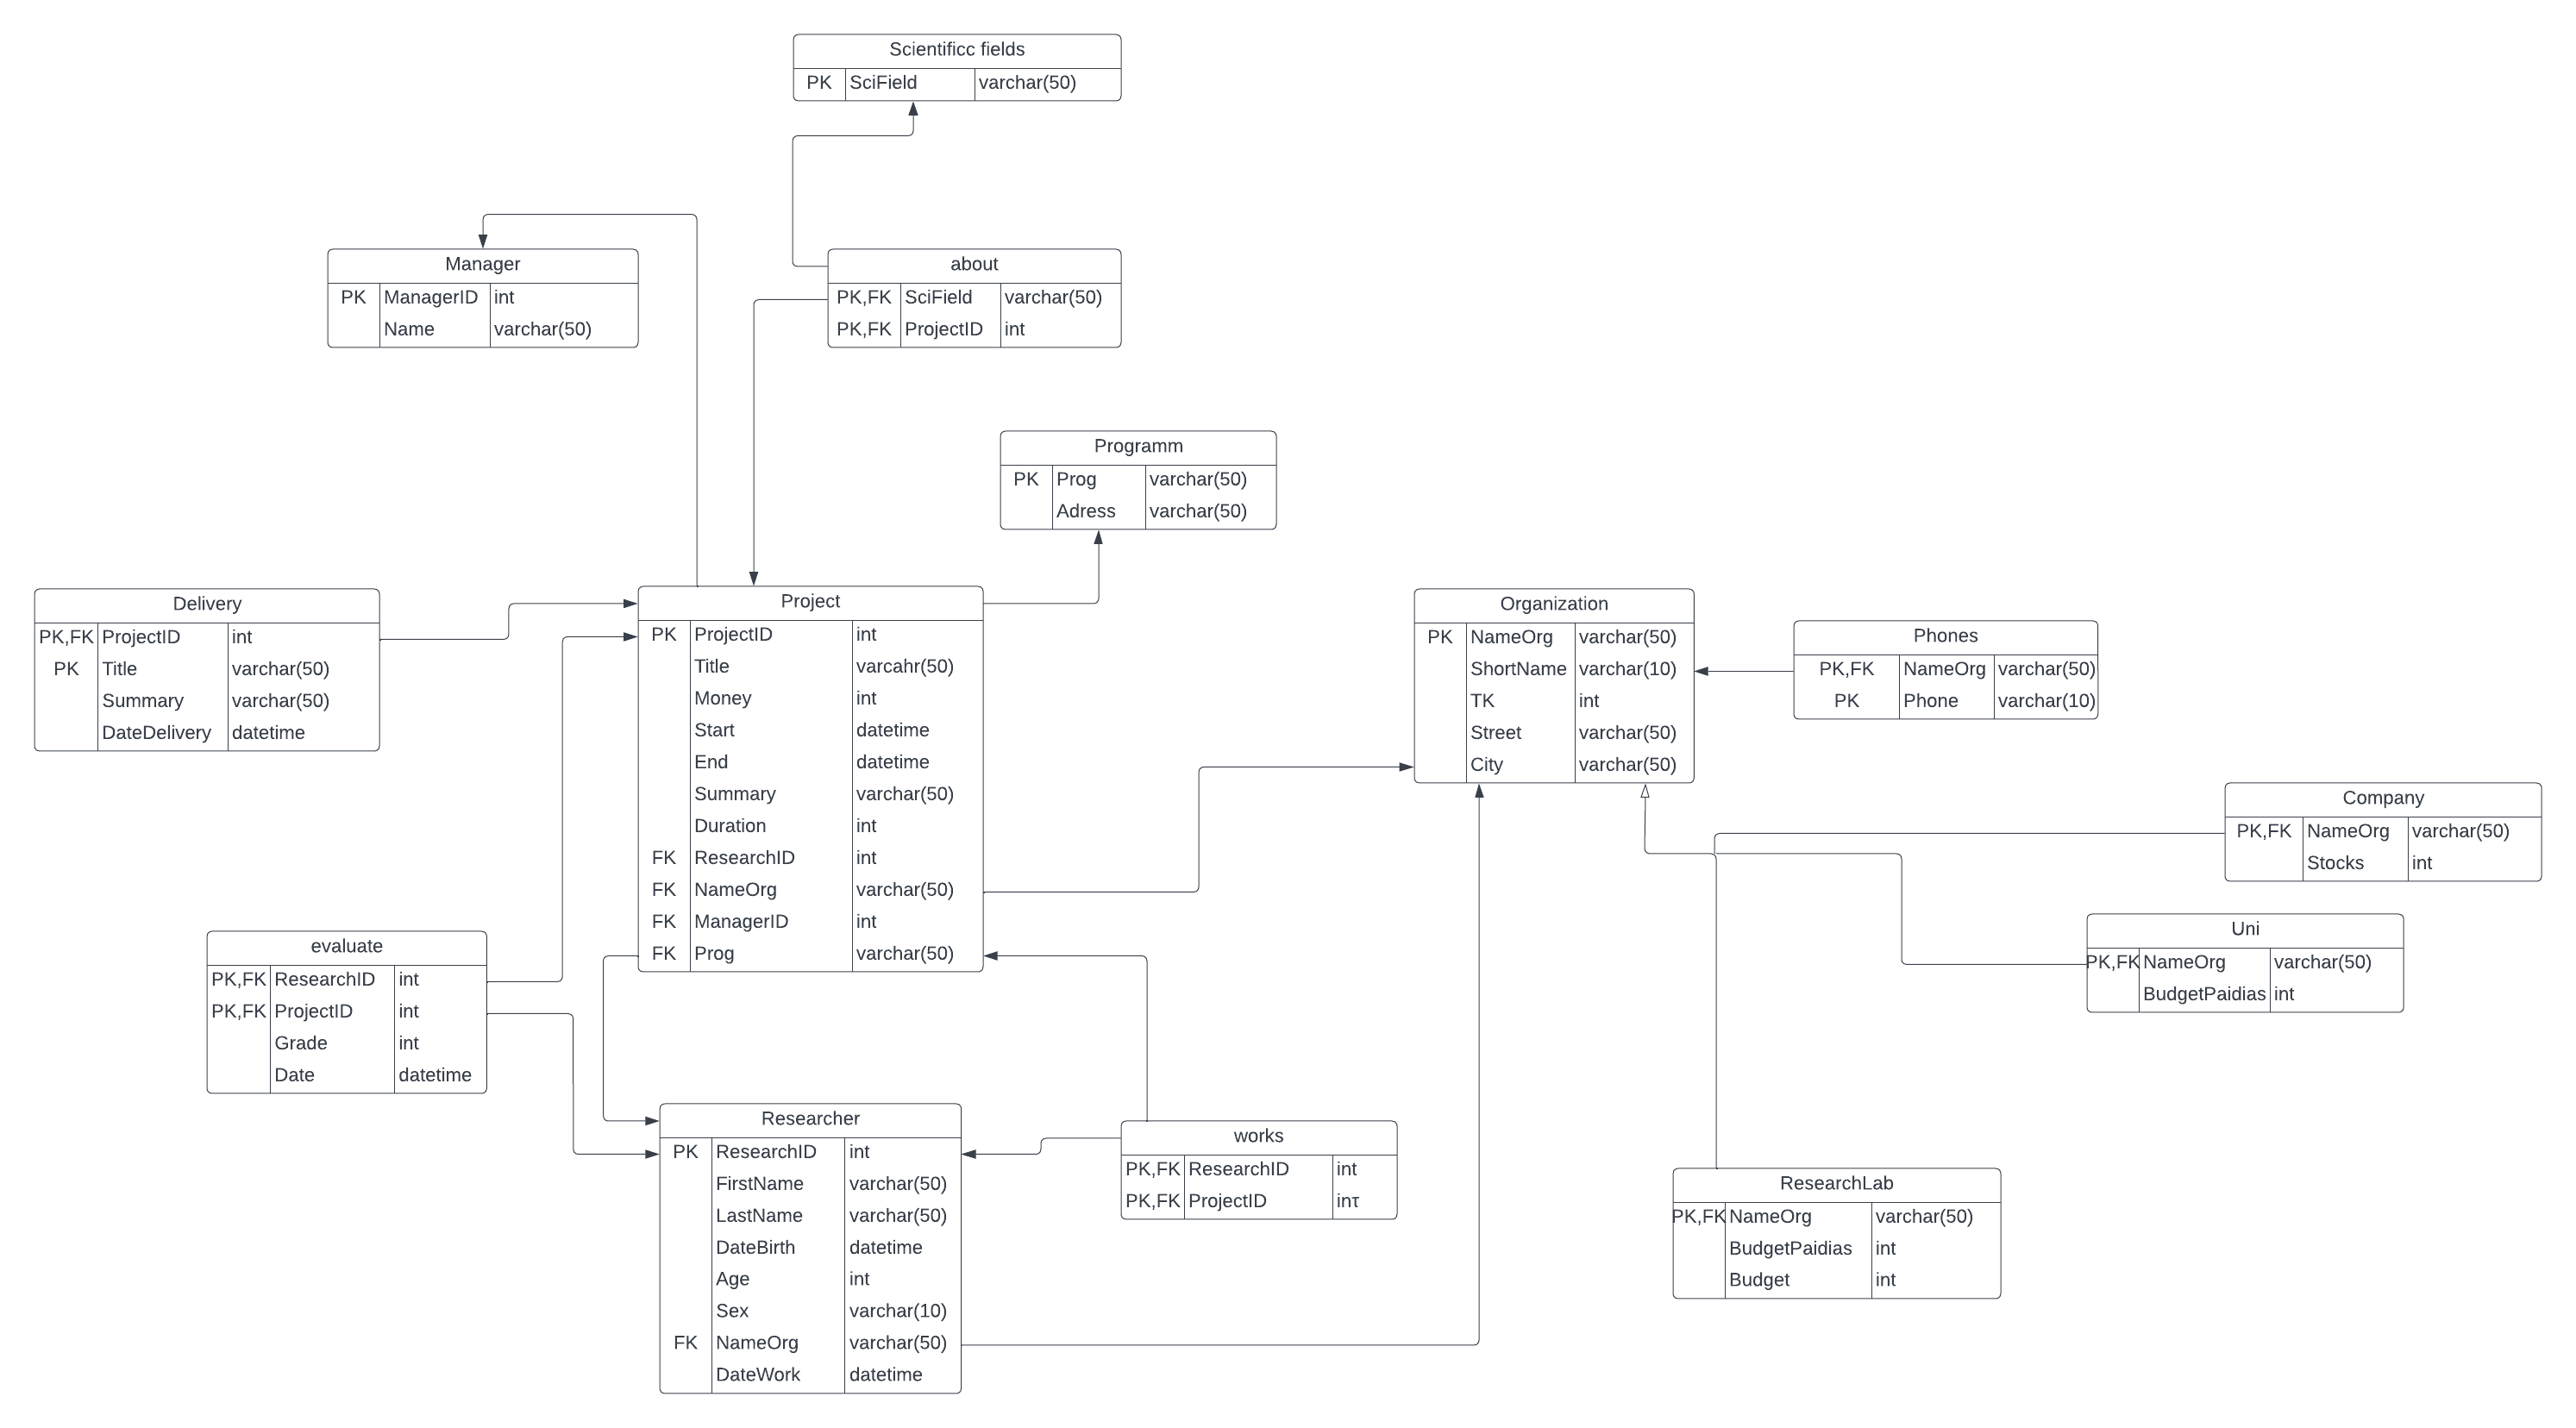 Scientificc fields
PK SciField varchar(50)
Manager
PK ManagerID int
Name varchar(50)
about
PK,FK SciField varchar(50)
PK,FK ProjectID int
Programm
PK Prog varchar(50)
Adress varchar(50)
Delivery
PK,FK ProjectID int
PK Title varchar(50)
Summary varchar(50)
DateDelivery datetime
Project
PK ProjectID int
Title varcahr(50)
Money int
Start datetime
End datetime
Summary varchar(50)
Duration int
FK ResearchID int
FK NameOrg varchar(50)
FK ManagerID int
FK Prog varchar(50)
Organization
PK NameOrg varchar(50)
ShortName varchar(10)
TK int
Street varchar(50)
City varchar(50)
Phones
PK,FK NameOrg varchar(50)
PK Phone varchar(10)
Company
PK,FK NameOrg varchar(50)
Stocks int
Uni
PK,FK NameOrg varchar(50)
BudgetPaidias int
evaluate
PK,FK ResearchID int
PK,FK ProjectID int
Grade int
Date datetime
Researcher
PK ResearchID int
FirstName varchar(50)
LastName varchar(50)
DateBirth datetime
Age int
Sex varchar(10)
FK NameOrg varchar(50)
DateWork datetime
works
PK,FK ResearchID int
PK,FK ProjectID inτ
ResearchLab
PK,FK NameOrg varchar(50)
BudgetPaidias int
Budget int